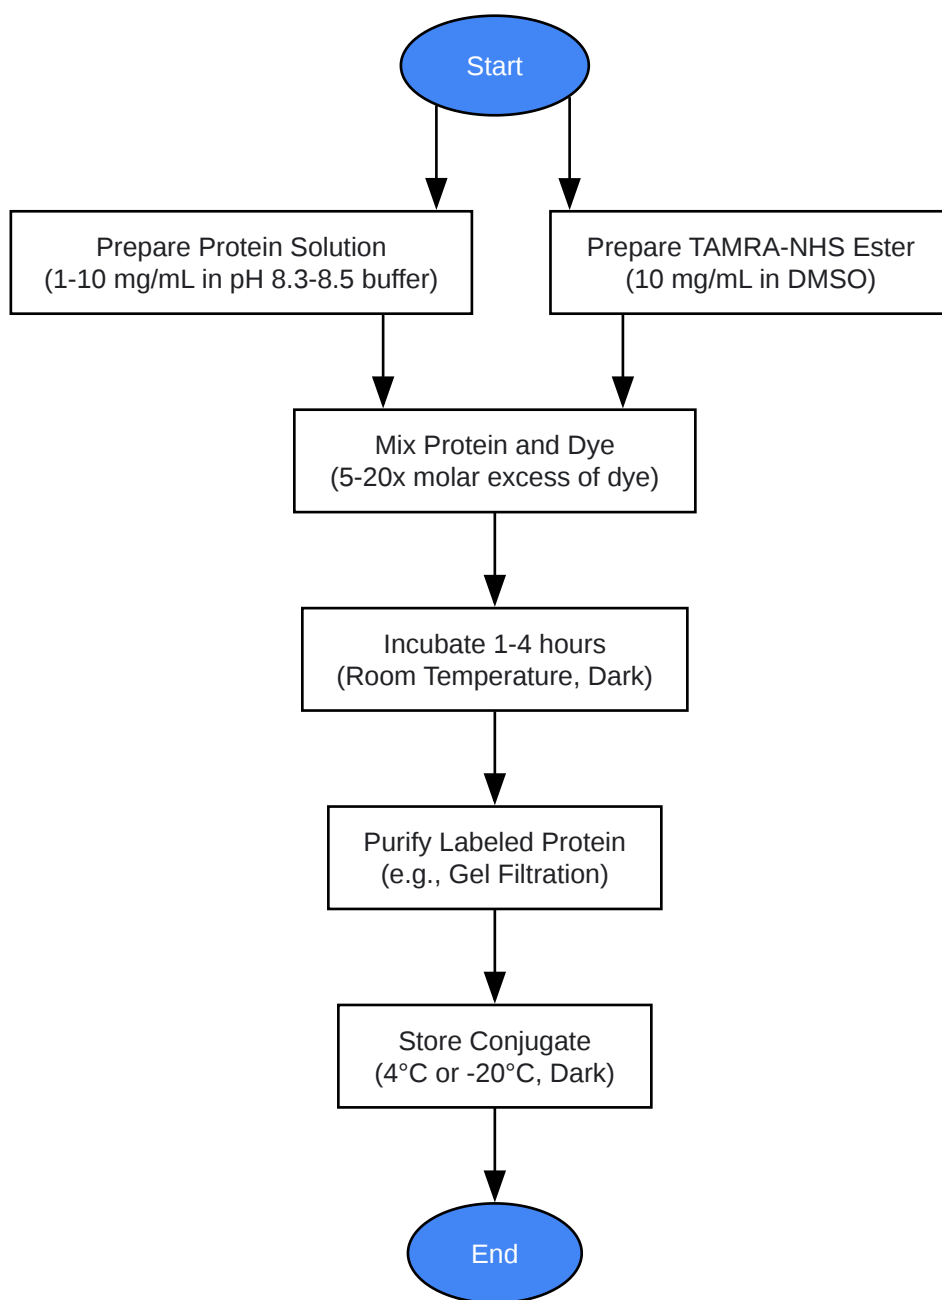 Start
Prepare Protein Solution
(1-10 mg/mL in pH 8.3-8.5 buffer)
Prepare TAMRA-NHS Ester
(10 mg/mL in DMSO)
Mix Protein and Dye
(5-20x molar excess of dye)
Incubate 1-4 hours
(Room Temperature, Dark)
Purify Labeled Protein
(e.g., Gel Filtration)
Store Conjugate
(4°C or -20°C, Dark)
End